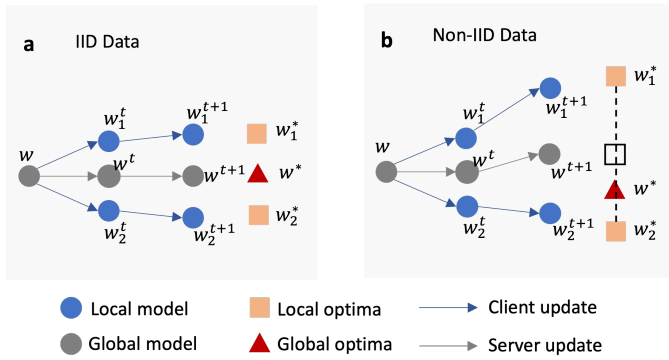 a IID Data
w
w_1^t
w_1^{t+1}
w^t
w^{t+1}
w_2^t
w_2^{t+1}
w_1^*
w^*
w_2^*
b Non-IID Data
w
w_1^t
w_1^{t+1}
w^t
w^{t+1}
w_2^t
w_2^{t+1}
w_1^*
w^*
w_2^*
Local model Local optima Client update
Global model Global optima Server update